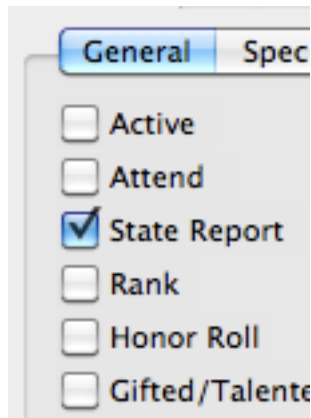 General Spec
Active
Attend
State Report
Rank
Honor Roll
Gifted/Talente